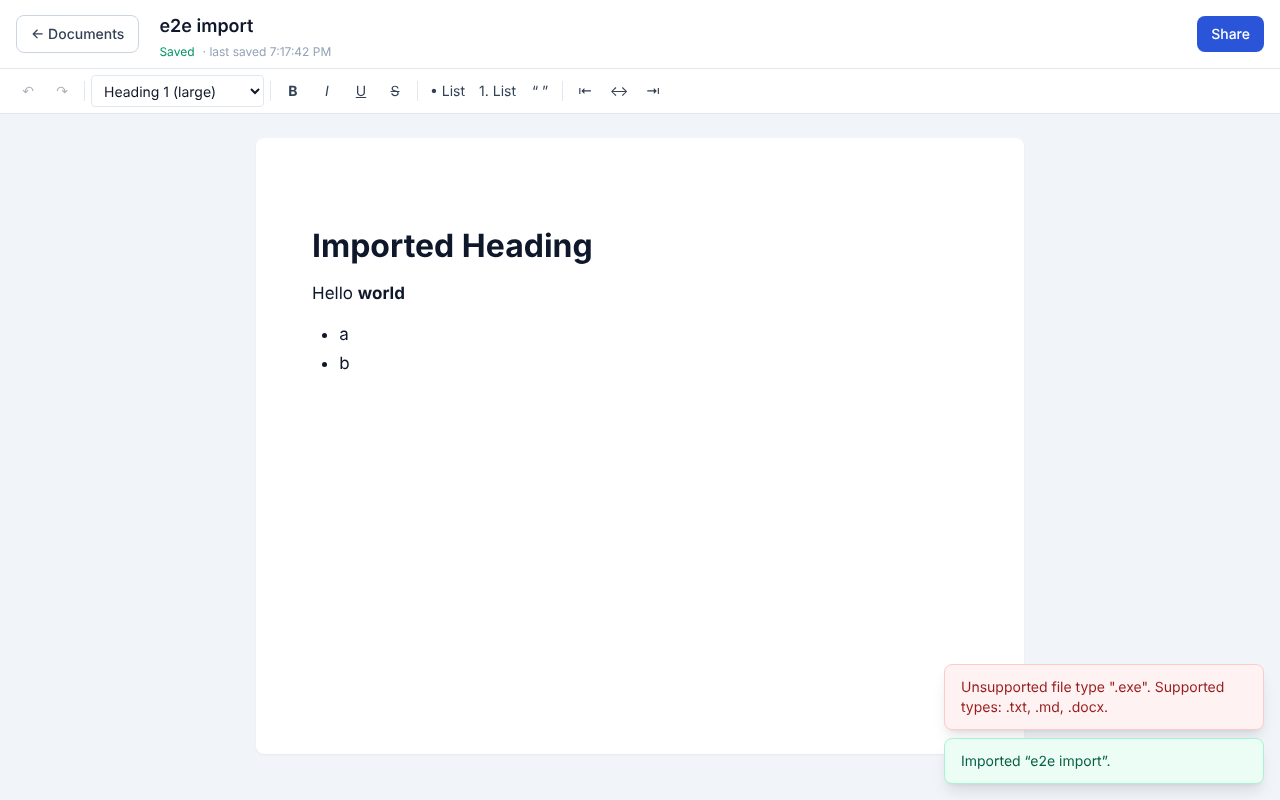 ← Documents
e2e import
Saved · last saved 7:17:42 PM
Share
↶ ↷ Heading 1 (large) B I U S • List 1. List “ ” ⇤ ↔ ⇥
Imported Heading
Hello world
• a
• b
Unsupported file type ".exe". Supported
types: .txt, .md, .docx.
Imported “e2e import”.